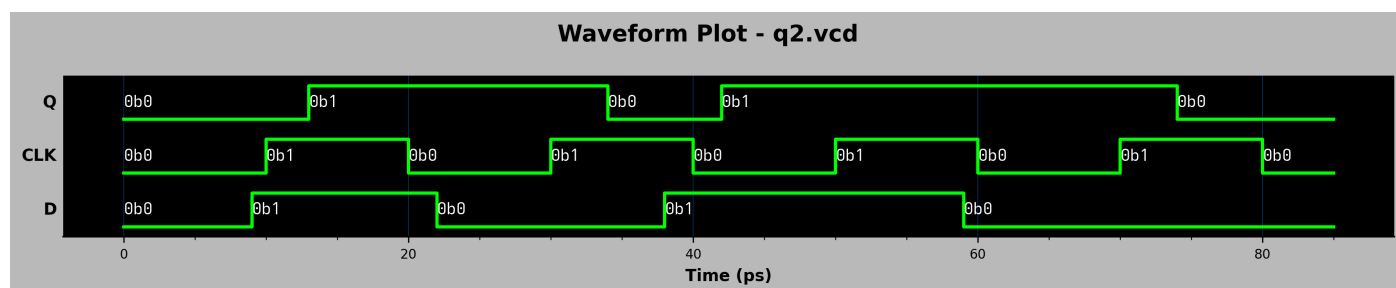 Waveform Plot - q2.vcd
Q 0b0 0b1 0b0 0b1 0b0
CLK 0b0 0b1 0b0 0b1 0b0 0b1 0b0 0b1 0b0
D 0b0 0b1 0b0 0b1 0b0
0 20 40 60 80
Time (ps)